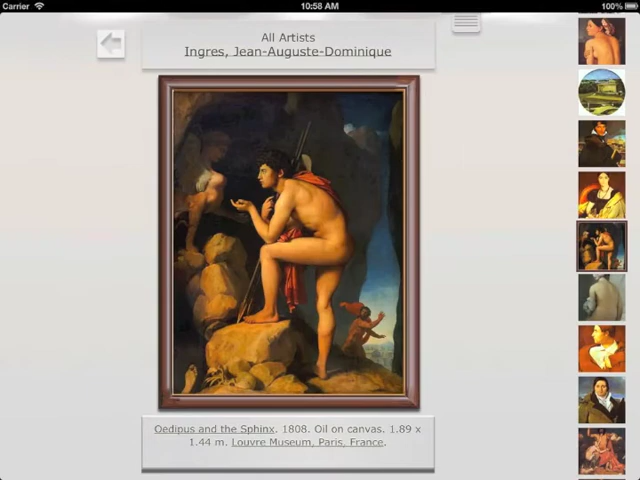 Carrier 10:58 AM 100%
All Artists
Ingres, Jean-Auguste-Dominique
Oedipus and the Sphinx. 1808. Oil on canvas. 1.89 x
1.44 m. Louvre Museum, Paris, France.